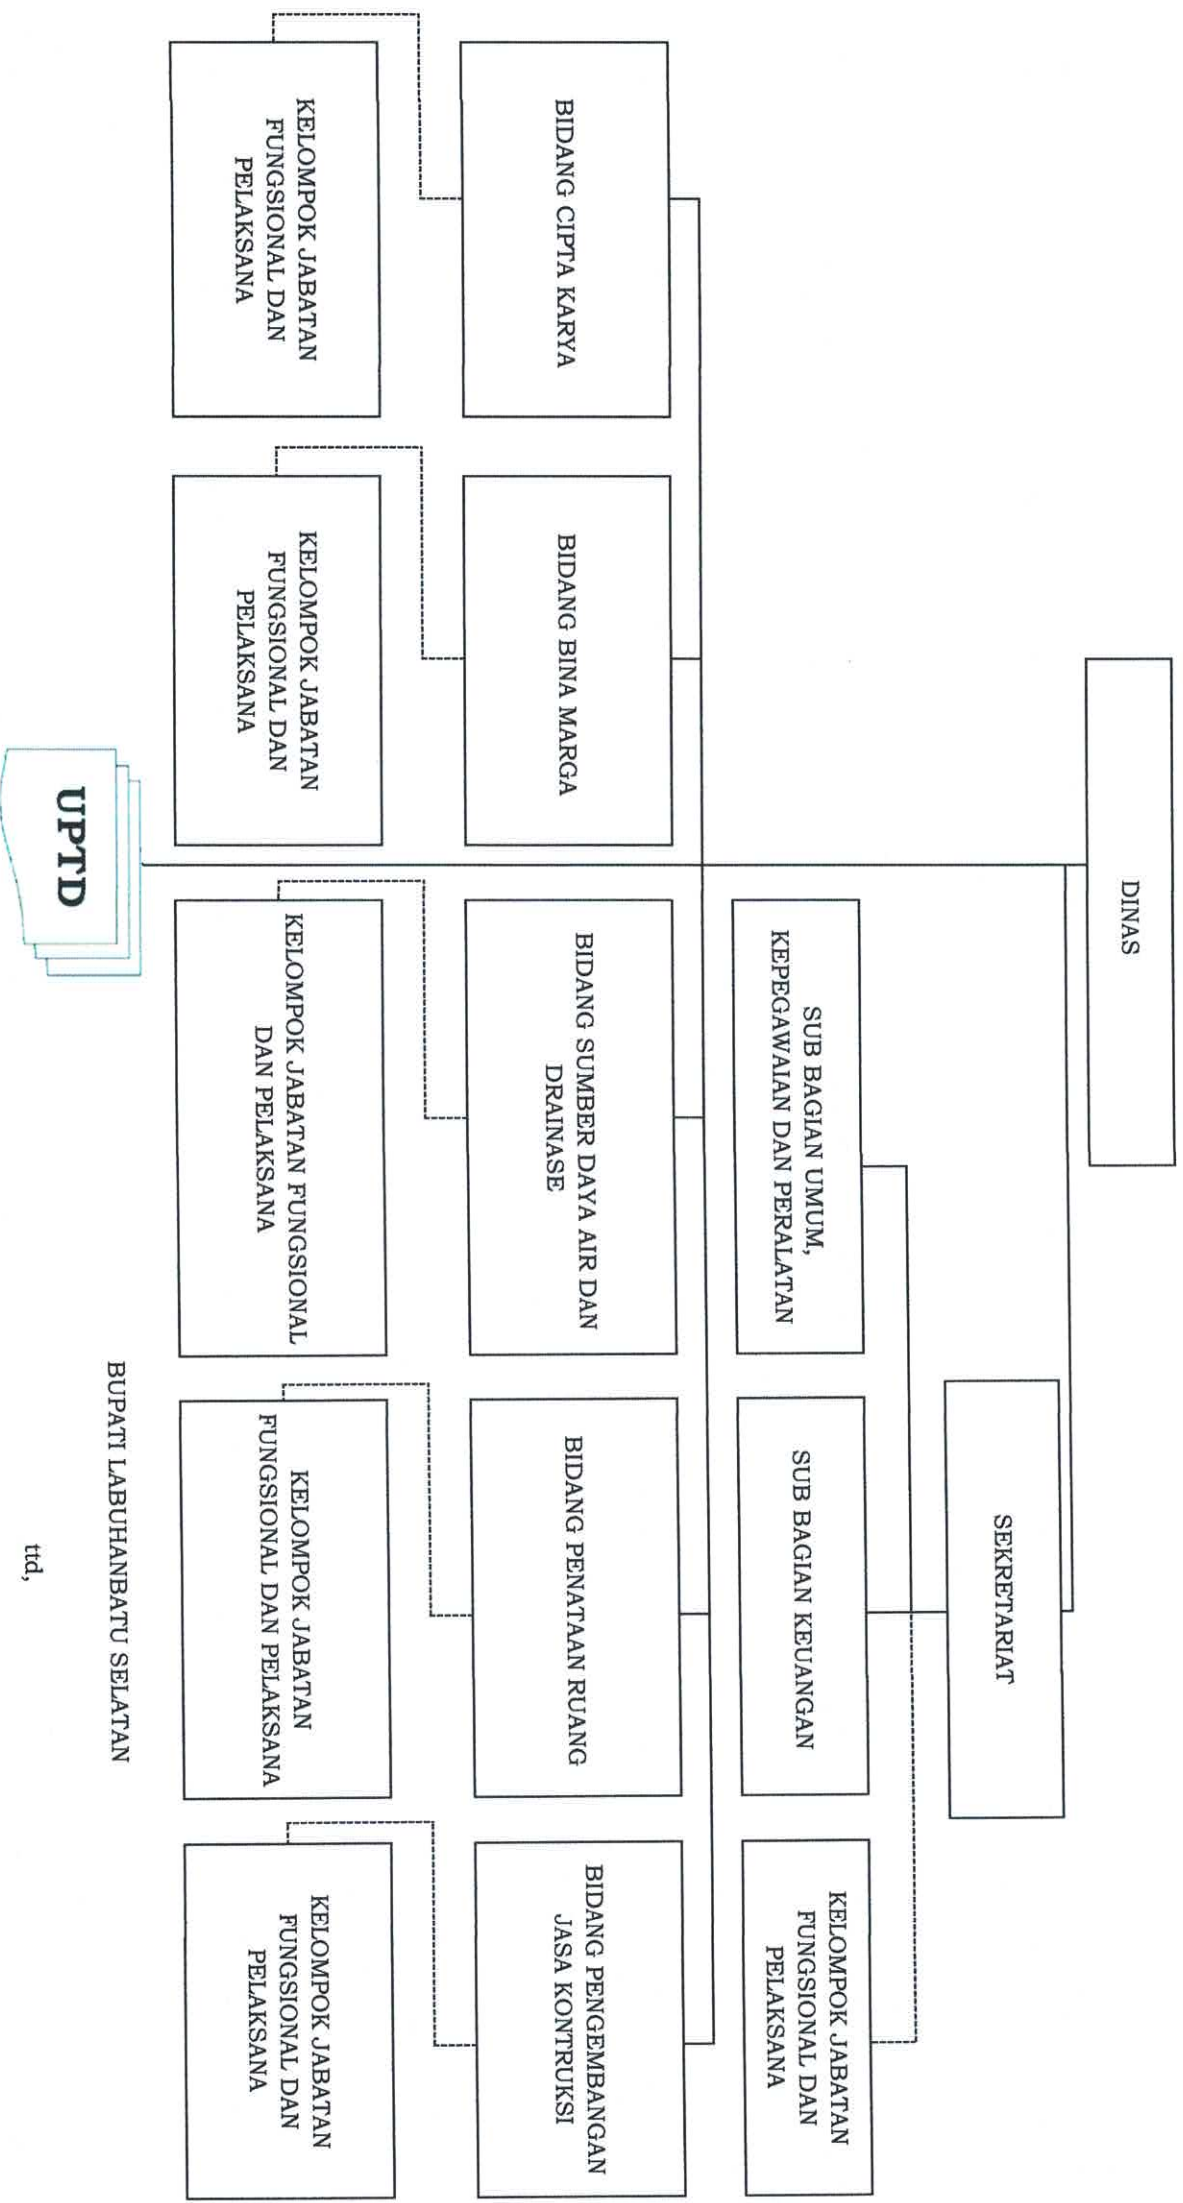 DINAS
SEKRETARIAT
SUB BAGIAN UMUM,
KEPEGAWAIAN DAN PERALATAN
SUB BAGIAN KEUANGAN
KELOMPOK JABATAN
FUNGSIONAL DAN
PELAKSANA
BIDANG CIPTA KARYA
BIDANG BINA MARGA
BIDANG SUMBER DAYA AIR DAN
DRAINASE
BIDANG PENATAAN RUANG
BIDANG PENGEMBANGAN
JASA KONTRUKSI
KELOMPOK JABATAN
FUNGSIONAL DAN
PELAKSANA
KELOMPOK JABATAN
FUNGSIONAL DAN
PELAKSANA
KELOMPOK JABATAN FUNGSIONAL
DAN PELAKSANA
KELOMPOK JABATAN
FUNGSIONAL DAN PELAKSANA
KELOMPOK JABATAN
FUNGSIONAL DAN
PELAKSANA
UPTD
BUPATI LABUHANBATU SELATAN
ttd,